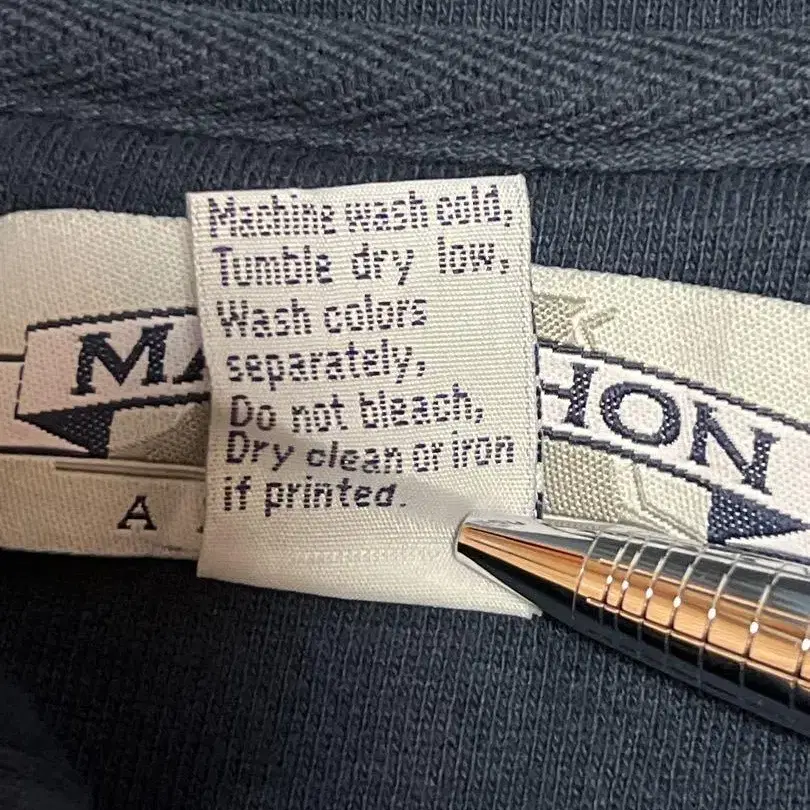 Machine wash cold,
Tumble dry low,
Wash colors
separately,
Do not bleach,
Dry clean or iron
if printed.
MA
HON
A